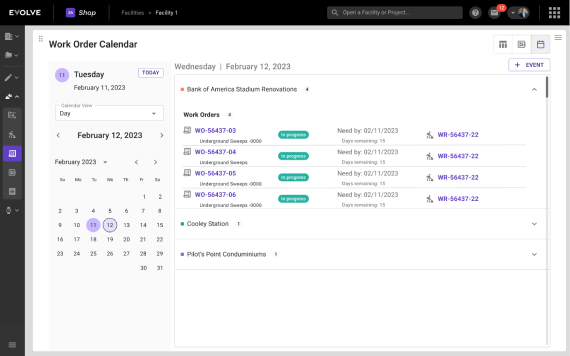 EVOLVE
Shop
Facilities
Facility 1
Open a Facility or Project...
12
Work Order Calendar
11
Tuesday
TODAY
February 11, 2023
Calendar View
Day
February 12, 2023
February 2023
Su Mo Tu We Th Fr Sa
1 2
2 3 4 5 6 7 8
9 10 11 12 13 14 15
16 17 18 19 20 21 22
23 24 25 26 27 28 29
30 31
Wednesday | February 12, 2023
+ EVENT
Bank of America Stadium Renovations 4
Work Orders 4
WO-56437-03
Underground Sweeps -0000
In progress
Need by: 02/11/2023
Days remaining: 15
WR-56437-22
WO-56437-04
Underground Sweeps
In progress
Need by: 02/11/2023
Days remaining: 15
WR-56437-22
WO-56437-05
Underground Sweeps -0000
In progress
Need by: 02/11/2023
Days remaining: 15
WR-56437-22
WO-56437-06
Underground Sweeps -0000
In progress
Need by: 02/11/2023
Days remaining: 15
WR-56437-22
Cooley Station 1
Pilot's Point Conduminiums 1